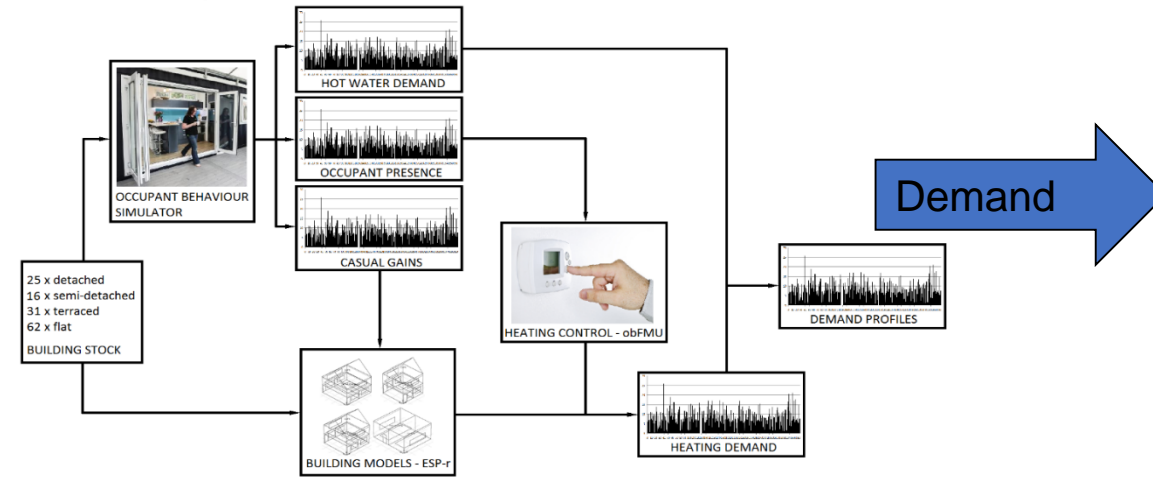 HOT WATER DEMAND
OCCUPANT PRESENCE
CASUAL GAINS
OCCUPANT BEHAVIOUR
SIMULATOR
25 x detached
16 x semi-detached
31 x terraced
62 x flat
BUILDING STOCK
HEATING CONTROL - obFMU
BUILDING MODELS - ESP-r
HEATING DEMAND
DEMAND PROFILES
Demand